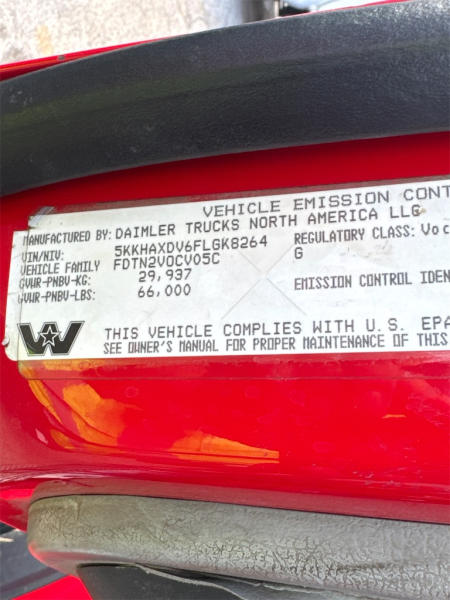 VEHICLE EMISSION CONT
MANUFACTURED BY: DAIMLER TRUCKS NORTH AMERICA LLC
VIN/NIV: 5KKHAXDV6FLGK8264 REGULATORY CLASS: Voc
VEHICLE FAMILY FDTN2VOCV05C G
GVWR-PNBV-KG: 29,937
GVWR-PNBV-LBS: 66,000 EMISSION CONTROL IDEN
W
THIS VEHICLE COMPLIES WITH U.S. EPA
SEE OWNER'S MANUAL FOR PROPER MAINTENANCE OF THIS